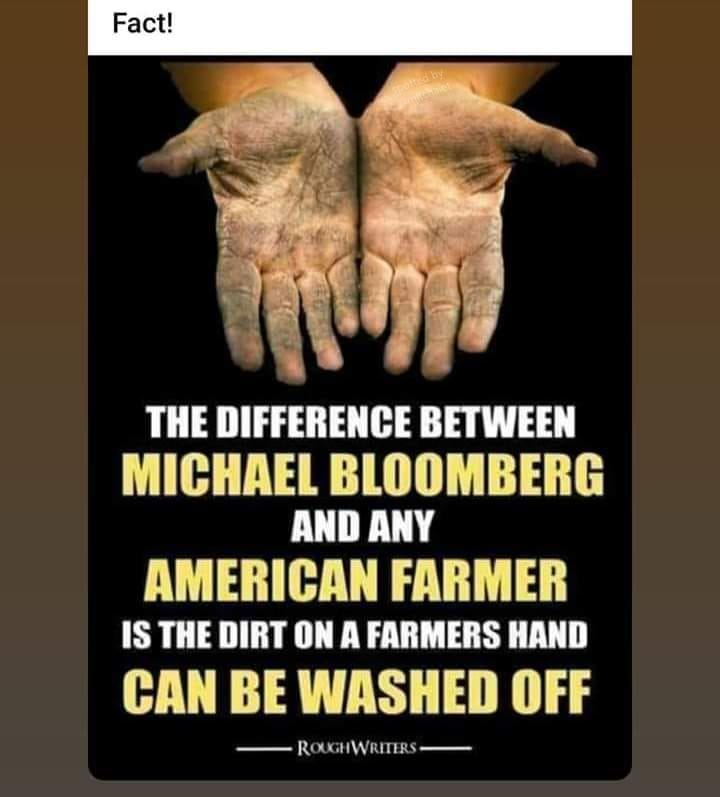 Fact!
THE DIFFERENCE BETWEEN
MICHAEL BLOOMBERG
AND ANY
AMERICAN FARMER
IS THE DIRT ON A FARMERS HAND
CAN BE WASHED OFF
ROUGHWRITERS